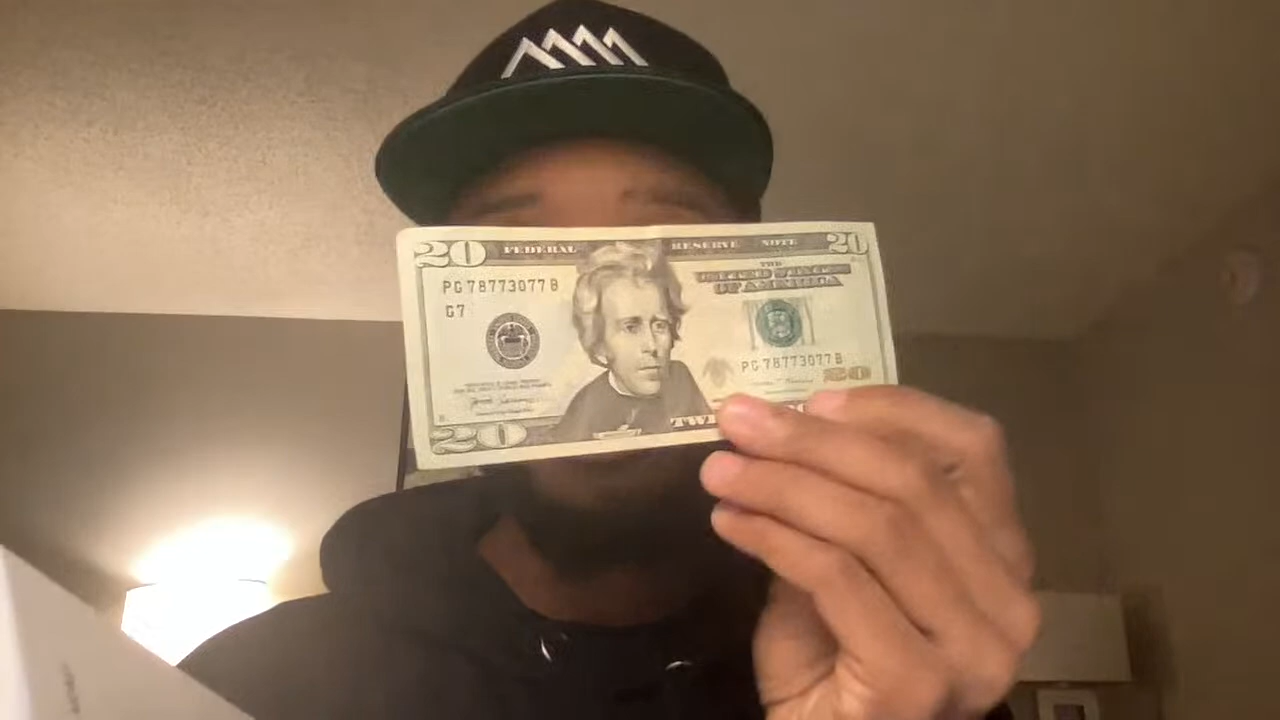 20 FEDERAL RESERVE NOTE 20
THE
UNITED STATES
OF AMERICA
PG 78773077 B
G7
PG 78773077 B
20
20